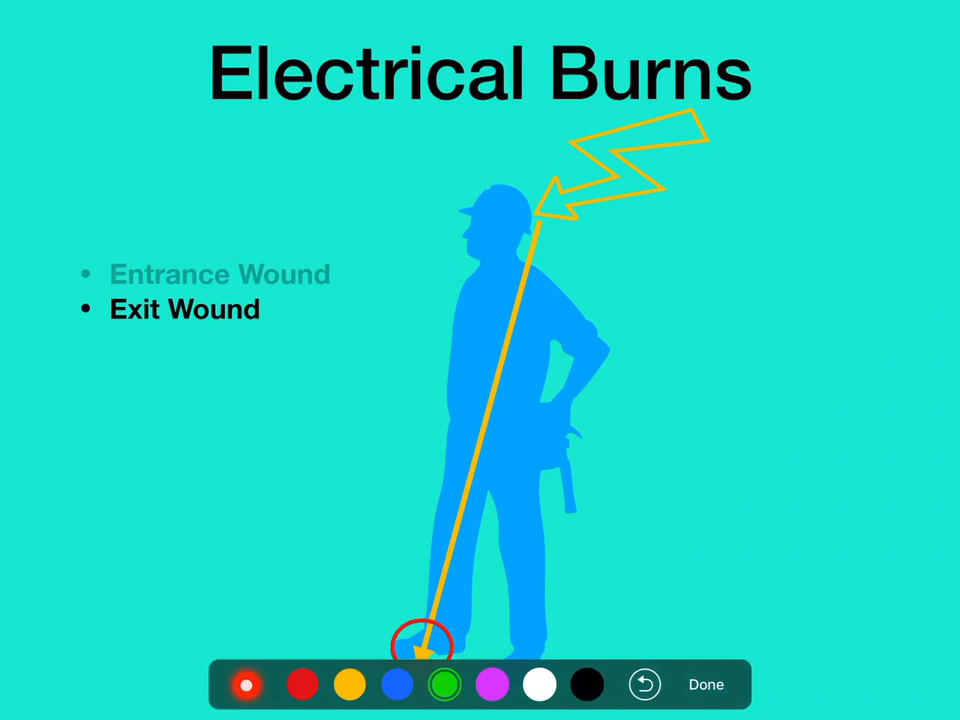 Electrical Burns
• Entrance Wound
• Exit Wound
Done